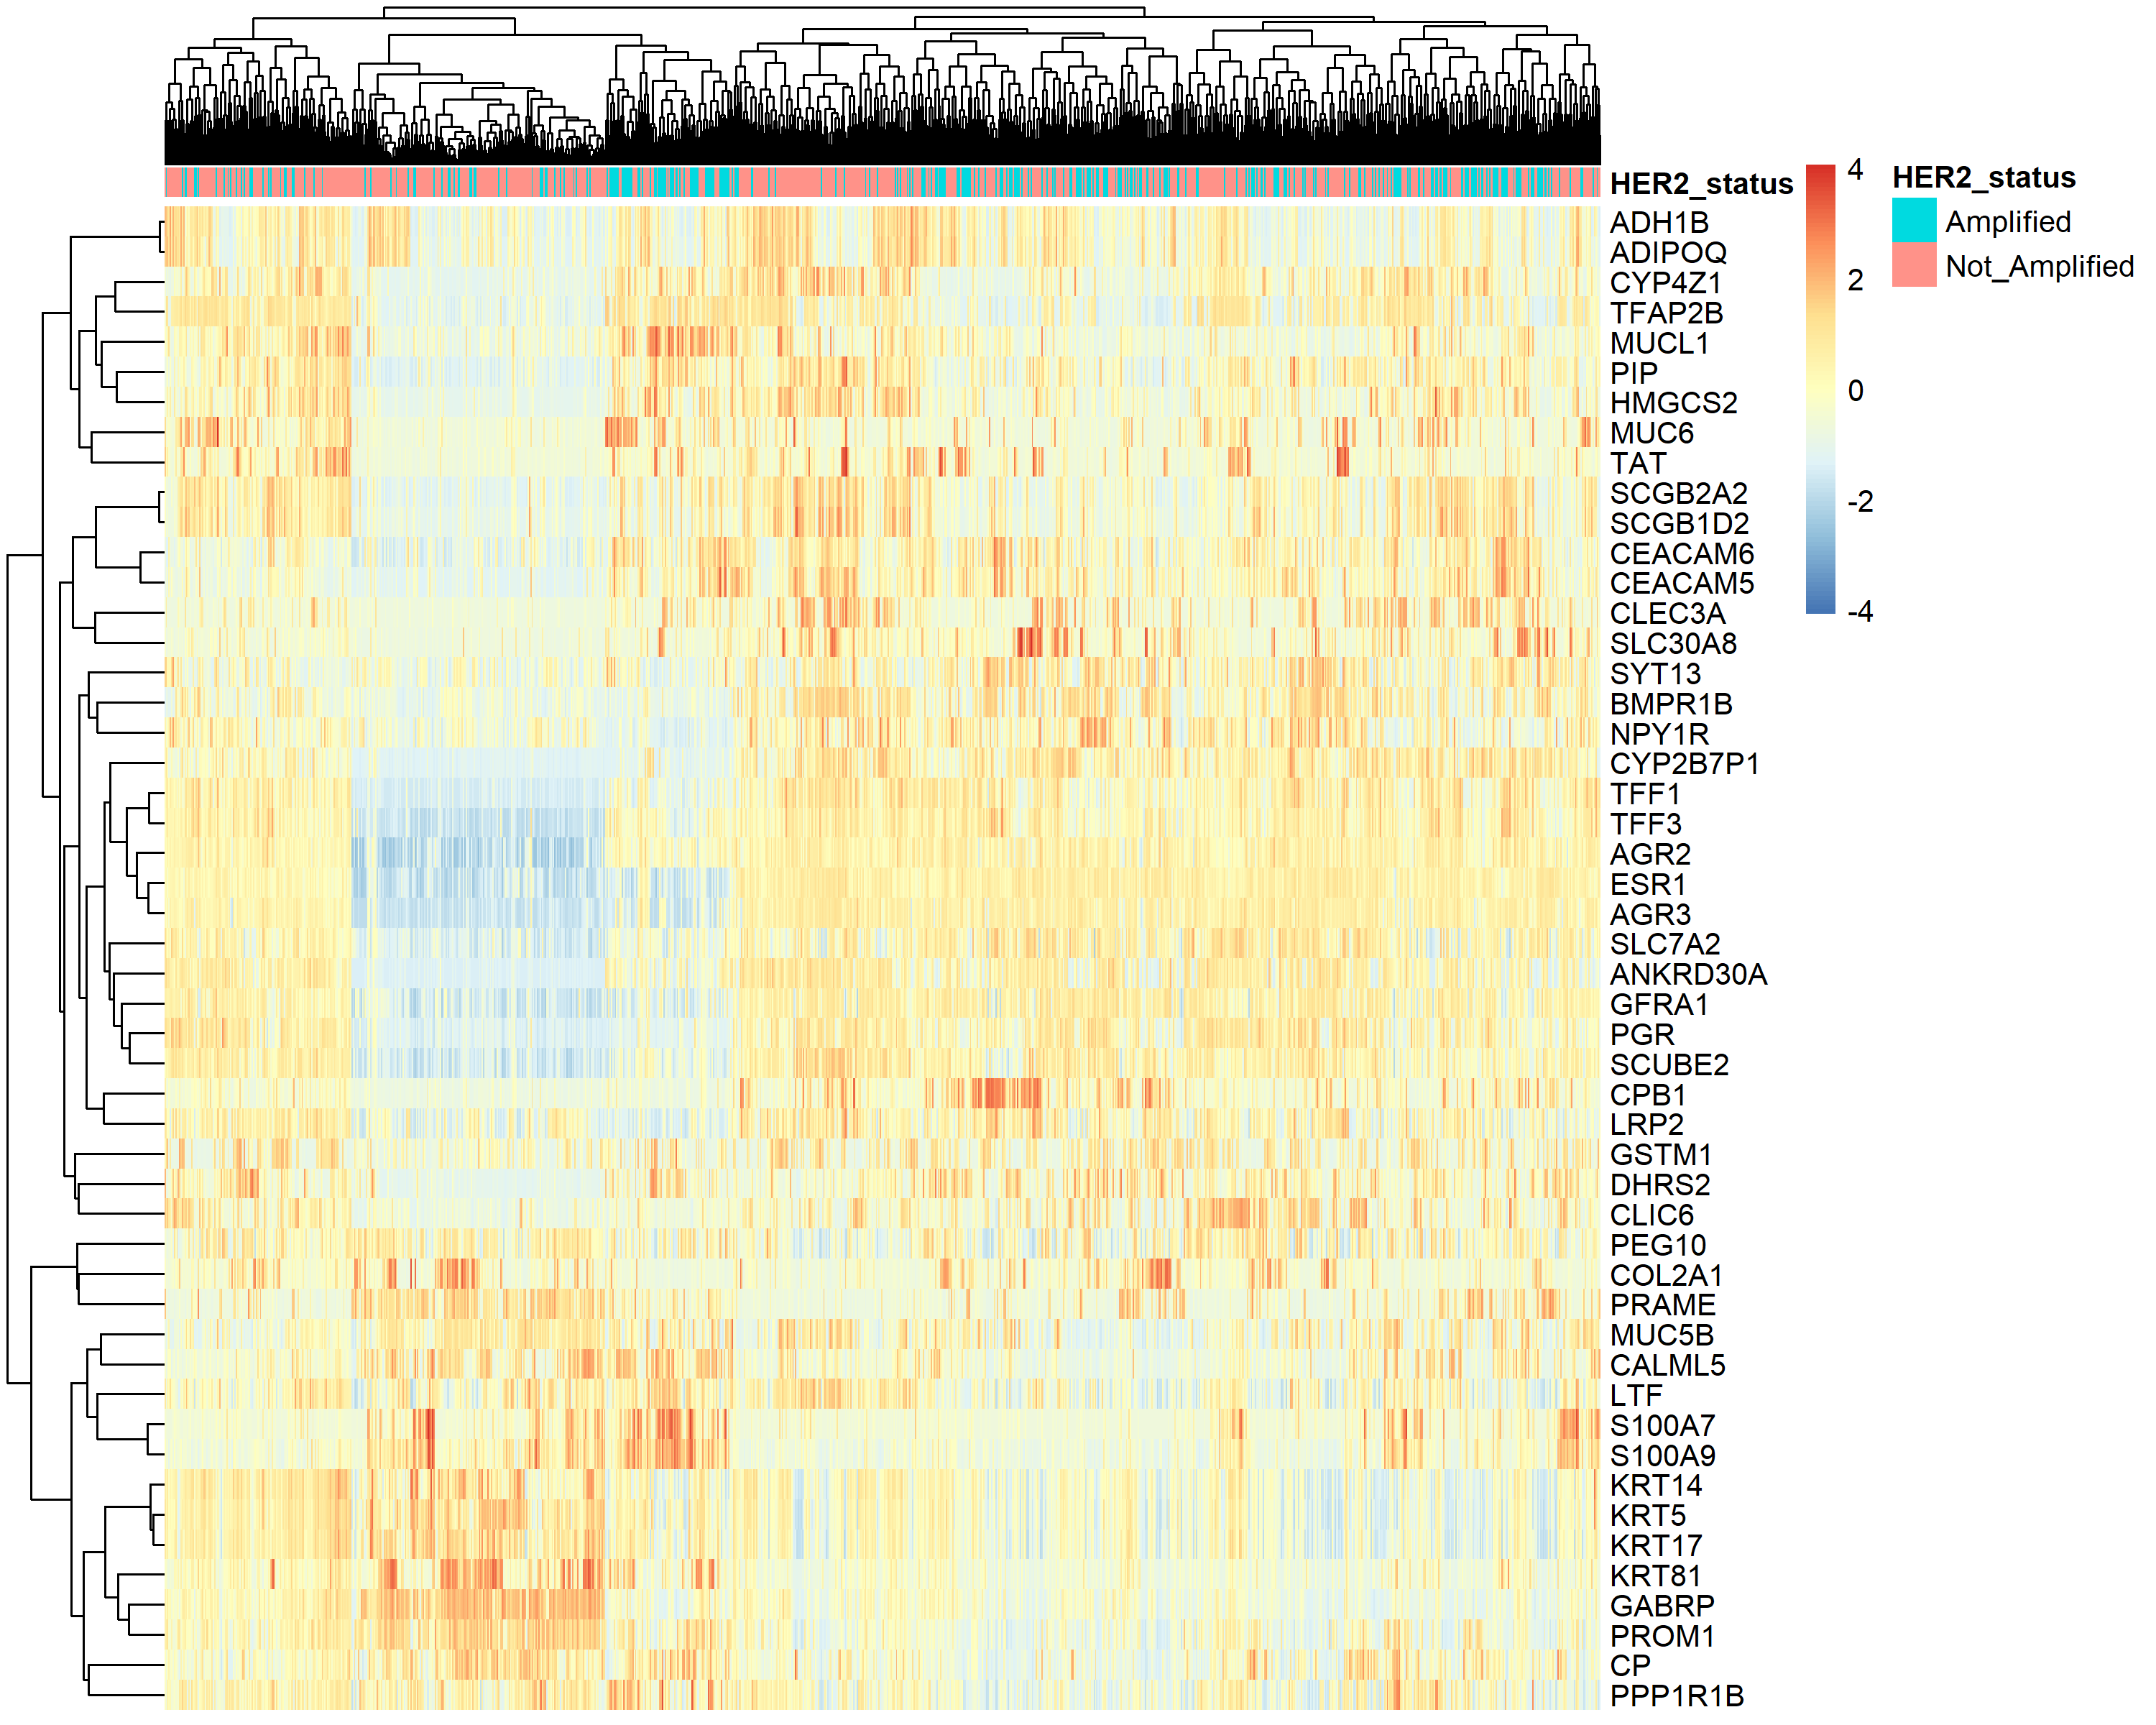 HER2_status
4
2
0
-2
-4
HER2_status
Amplified
Not_Amplified
ADH1B
ADIPOQ
CYP4Z1
TFAP2B
MUCL1
PIP
HMGCS2
MUC6
TAT
SCGB2A2
SCGB1D2
CEACAM6
CEACAM5
CLEC3A
SLC30A8
SYT13
BMPR1B
NPY1R
CYP2B7P1
TFF1
TFF3
AGR2
ESR1
AGR3
SLC7A2
ANKRD30A
GFRA1
PGR
SCUBE2
CPB1
LRP2
GSTM1
DHRS2
CLIC6
PEG10
COL2A1
PRAME
MUC5B
CALML5
LTF
S100A7
S100A9
KRT14
KRT5
KRT17
KRT81
GABRP
PROM1
CP
PPP1R1B